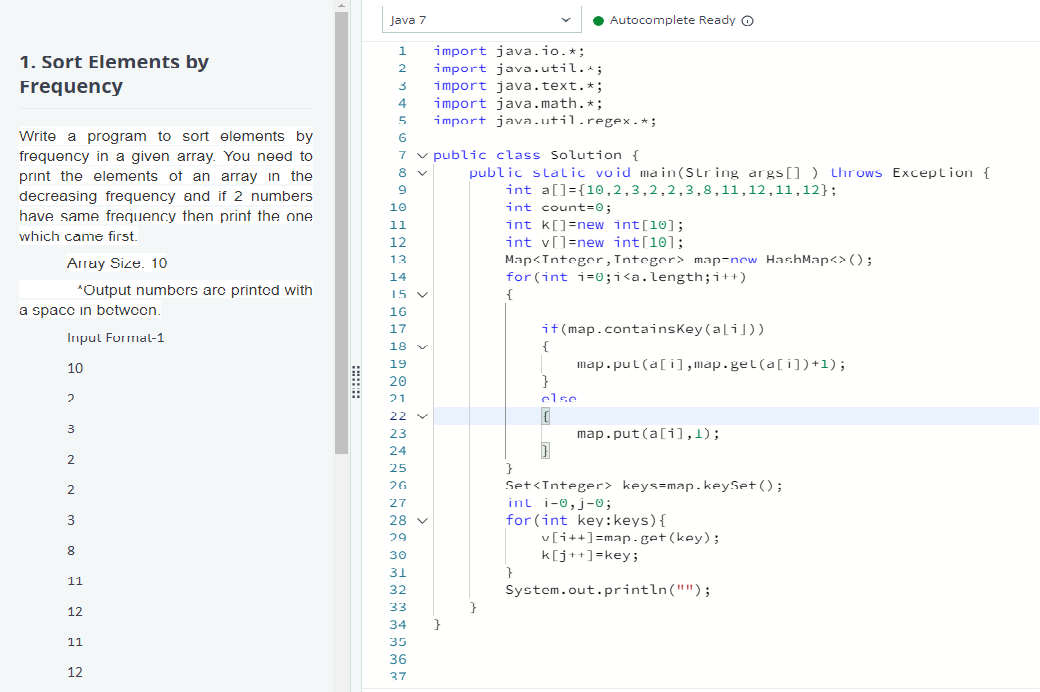 1. Sort Elements by
Frequency
Write a program to sort elements by
frequency in a given array. You need to
print the elements of an array in the
decreasing frequency and if 2 numbers
have same frequency then print the one
which came first.
Array Size: 10
*Output numbers are printed with
a space in between.
Input Format-1
10
2
3
2
2
3
8
11
12
11
12
Java 7
Autocomplete Ready
1 import java.io.*;
2 import java.util.*;
3 import java.text.*;
4 import java.math.*;
5 import java.util.regex.*;
6
7 public class Solution {
8 public static void main(String args[] ) throws Exception {
9 int a[]={10,2,3,2,2,3,8,11,12,11,12};
10 int count=0;
11 int k[]=new int[10];
12 int v[]=new int[10];
13 Map<Integer,Integer> map=new HashMap<>();
14 for(int i=0;i<a.length;i++)
15 {
16
17 if(map.containsKey(a[i]))
18 {
19 map.put(a[i],map.get(a[i])+1);
20 }
21 else
22 {
23 map.put(a[i],1);
24 }
25 }
26 Set<Integer> keys=map.keySet();
27 int i=0,j=0;
28 for(int key:keys){
29 v[i++]=map.get(key);
30 k[j++]=key;
31 }
32 System.out.println("");
33 }
34 }
35
36
37